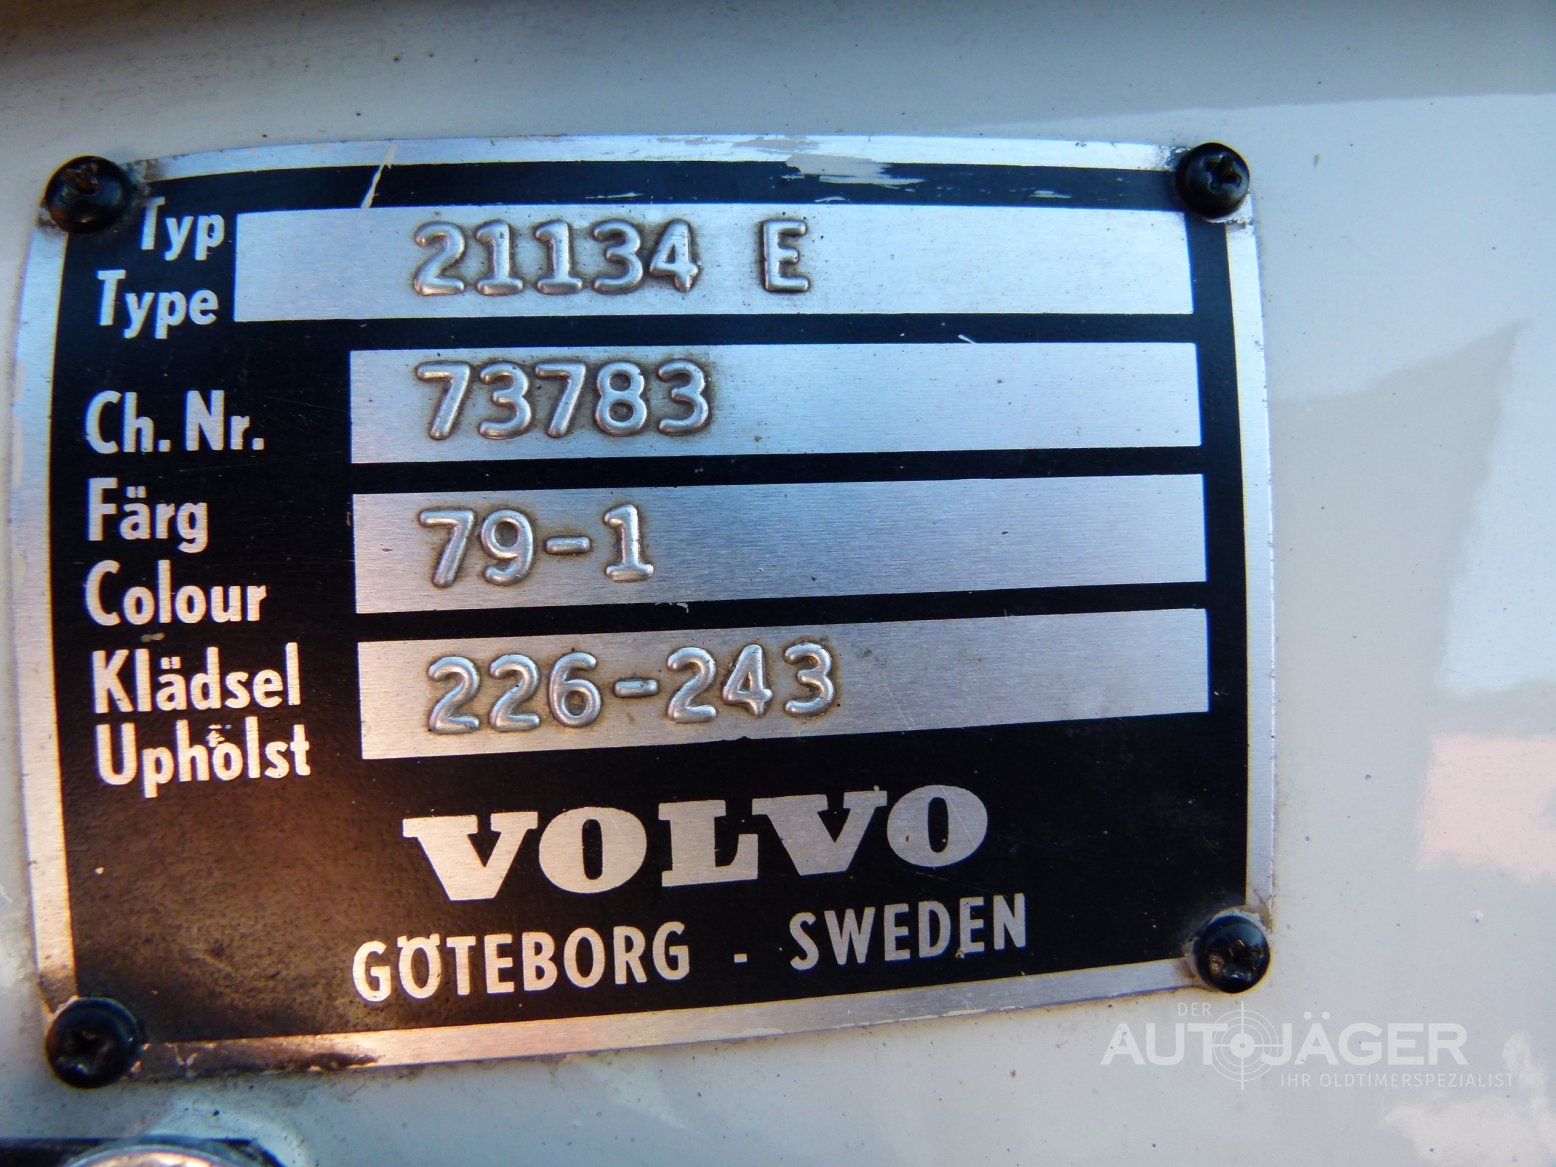 Typ
Type 21134 E
Ch. Nr. 73783
Färg
Colour 79-1
Klädsel
Upholst 226-243
VOLVO
GÖTEBORG - SWEDEN
DER
AUTOJÄGER
IHR OLDTIMERSPEZIALIST